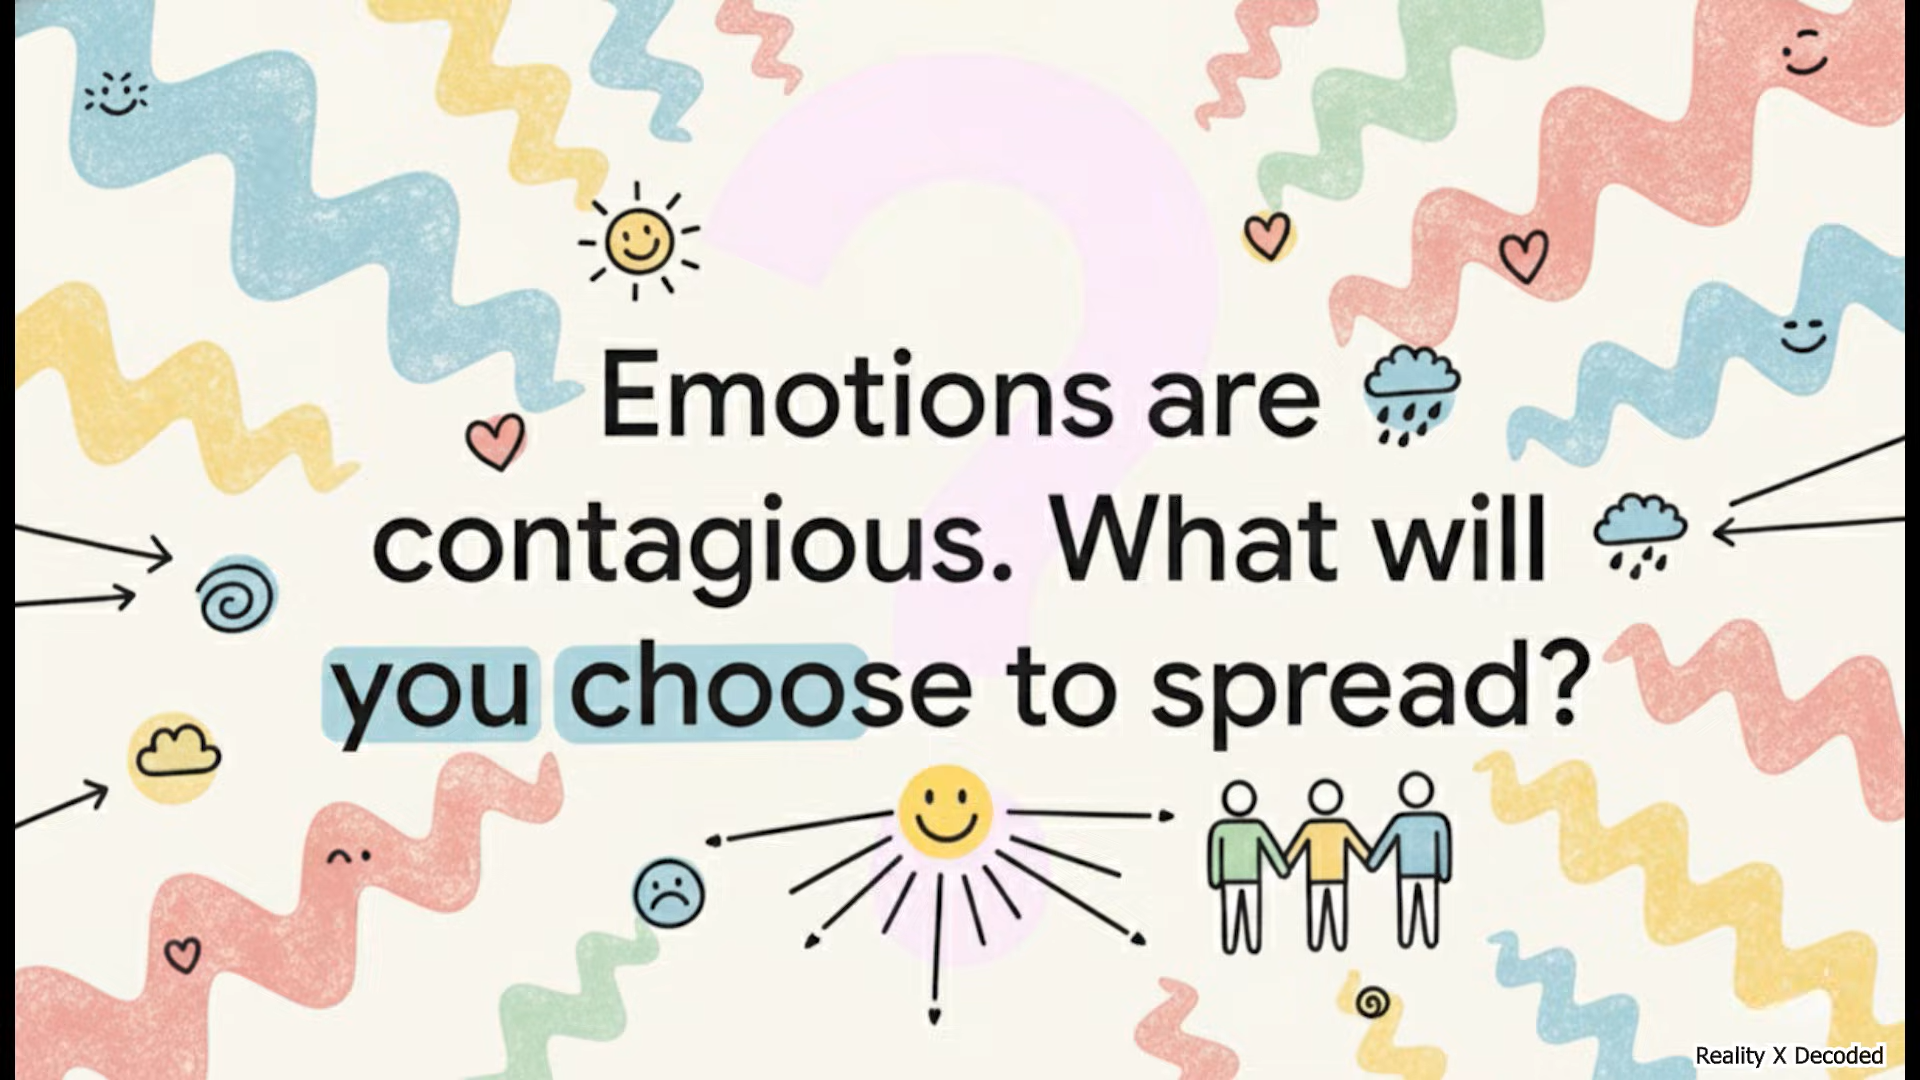 Emotions are
contagious. What will
you choose to spread?
Reality X Decoded